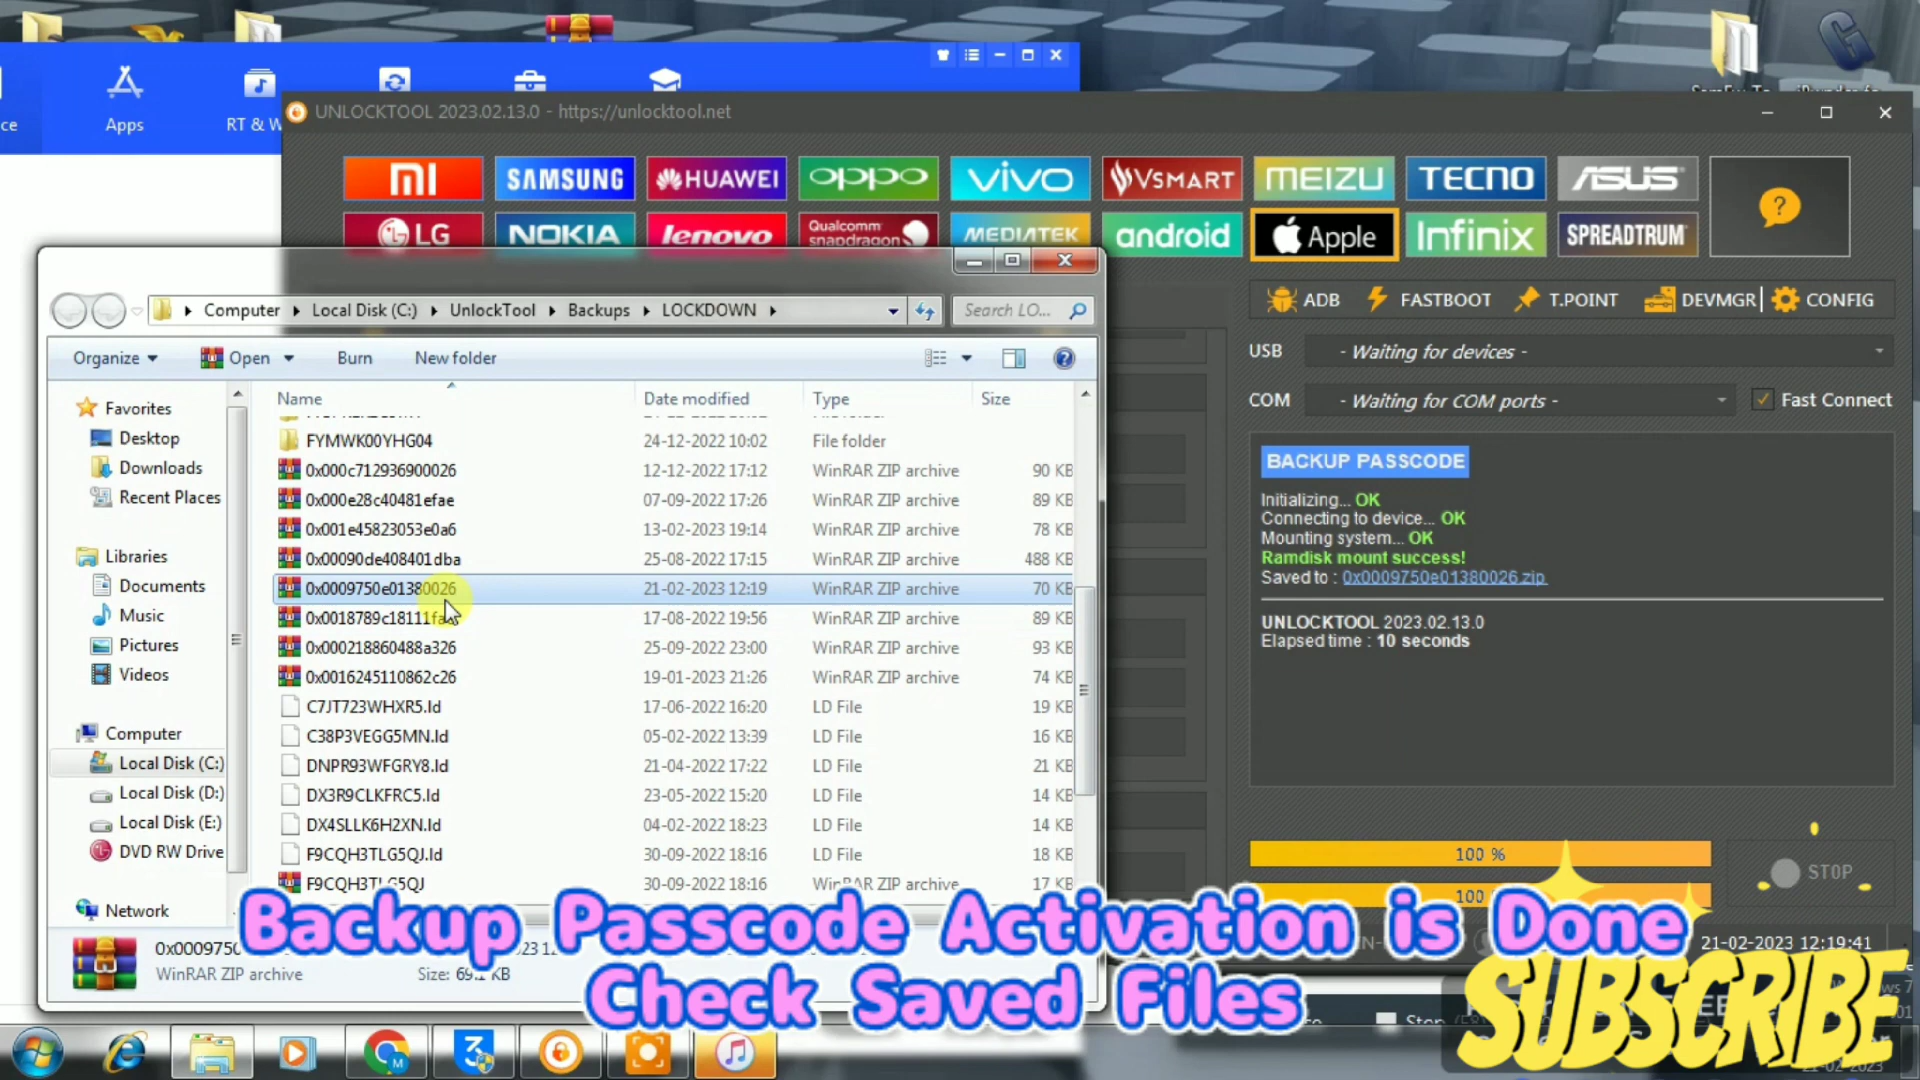 ce
Apps
RT & W
UNLOCKTOOL 2023.02.13.0 - https://unlocktool.net
mi SAMSUNG HUAWEI oppo vivo VSMART MEIZU TECNO ASUS
LG NOKIA lenovo Qualcomm snapdragon MEDIATEK android Apple Infinix SPREADTRUM
ADB FASTBOOT T.POINT DEVMGR CONFIG
USB - Waiting for devices -
COM - Waiting for COM ports - Fast Connect
BACKUP PASSCODE
Initializing... OK
Connecting to device... OK
Mounting system... OK
Ramdisk mount success!
Saved to : 0x0009750e01380026.zip
UNLOCKTOOL 2023.02.13.0
Elapsed time : 10 seconds
100 %
100
STOP
21-02-2023 12:19:41
Computer Local Disk (C:) UnlockTool Backups LOCKDOWN
Search LO...
Organize Open Burn New folder
Name Date modified Type Size
FYMWK00YHG04 24-12-2022 10:02 File folder
0x000c712936900026 12-12-2022 17:12 WinRAR ZIP archive 90 KB
0x000e28c40481efae 07-09-2022 17:26 WinRAR ZIP archive 89 KB
0x001e45823053e0a6 13-02-2023 19:14 WinRAR ZIP archive 78 KB
0x00090de408401dba 25-08-2022 17:15 WinRAR ZIP archive 488 KB
0x0009750e01380026 21-02-2023 12:19 WinRAR ZIP archive 70 KB
17-08-2022 19:56 WinRAR ZIP archive 89 KB
0x000218860488a326 25-09-2022 23:00 WinRAR ZIP archive 93 KB
0x0016245110862c26 19-01-2023 21:26 WinRAR ZIP archive 74 KB
C7JT723WHXR5.ld 17-06-2022 16:20 LD File 19 KB
C38P3VEGG5MN.ld 05-02-2022 13:39 LD File 16 KB
DNPR93WFGRY8.ld 21-04-2022 17:22 LD File 21 KB
DX3R9CLKFRC5.ld 23-05-2022 15:20 LD File 14 KB
DX4SLLK6H2XN.ld 04-02-2022 18:23 LD File 14 KB
F9CQH3TLG5QJ.ld 30-09-2022 18:16 LD File 18 KB
F9CQH3TLG5QJ 30-09-2022 18:16 WinRAR ZIP archive 17 KB
Favorites
Desktop
Downloads
Recent Places
Libraries
Documents
Music
Pictures
Videos
Computer
Local Disk (C:)
Local Disk (D:)
Local Disk (E:)
DVD RW Drive
Network
WinRAR ZIP archive Size: 69.2 KB
Backup Passcode Activation is Done
Check Saved Files
SUBSCRIBE